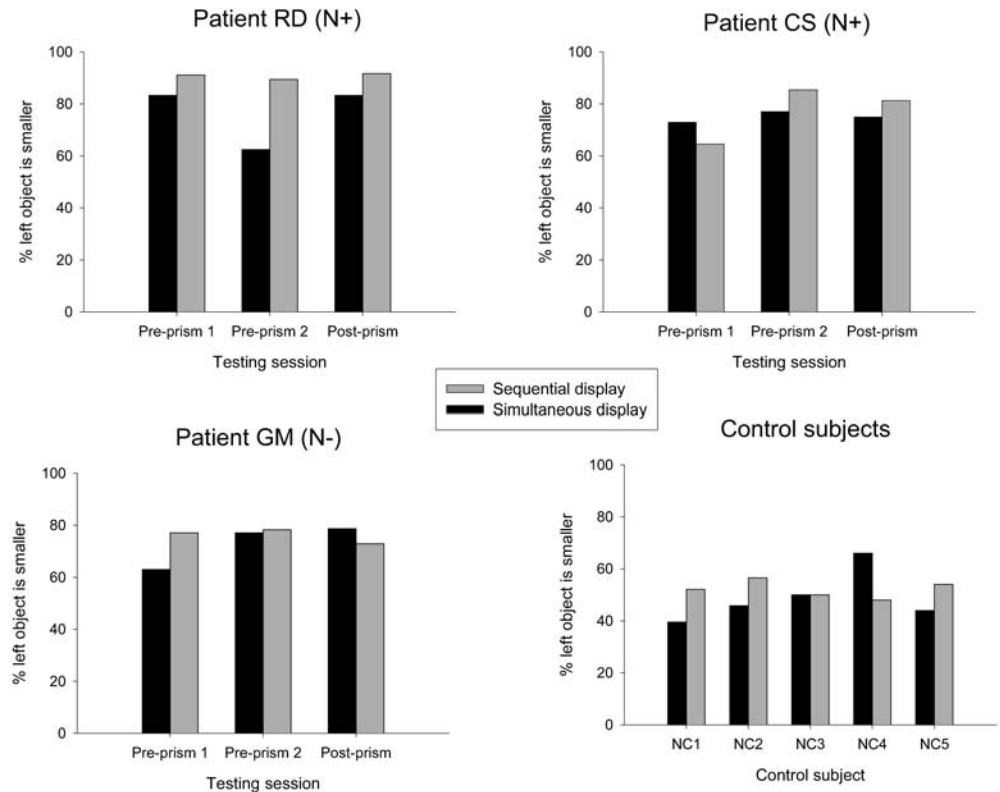 Patient RD (N+)
% left object is smaller
100
80
60
40
20
0
Pre-prism 1 Pre-prism 2 Post-prism
Testing session
Patient CS (N+)
% left object is smaller
100
80
60
40
20
0
Pre-prism 1 Pre-prism 2 Post-prism
Testing session
Sequential display
Simultaneous display
Patient GM (N-)
% left object is smaller
100
80
60
40
20
0
Pre-prism 1 Pre-prism 2 Post-prism
Testing session
Control subjects
% left object is smaller
100
80
60
40
20
0
NC1 NC2 NC3 NC4 NC5
Control subject